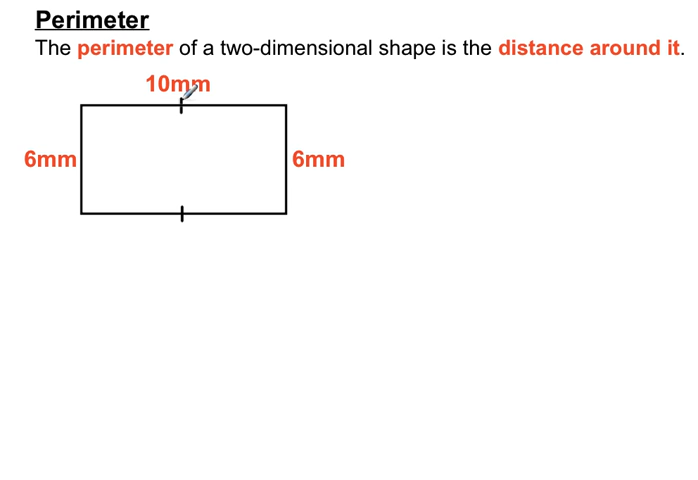 Perimeter
The perimeter of a two-dimensional shape is the distance around it.
10mm
6mm
6mm